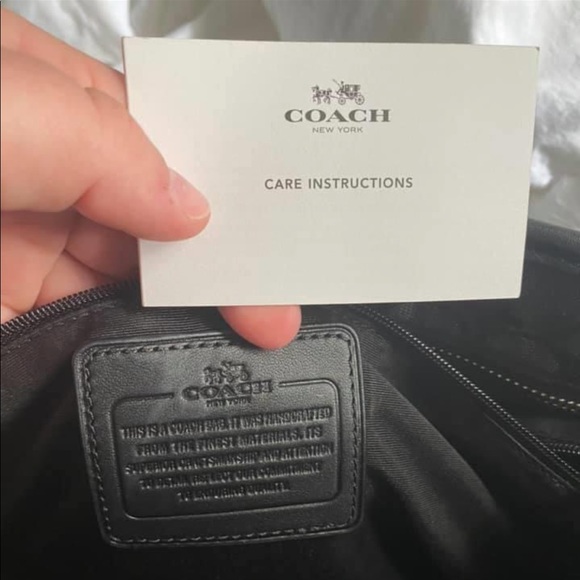 COACH
NEW YORK
CARE INSTRUCTIONS
COACH
NEW YORK
THIS IS A COACH BAG. IT WAS HANDCRAFTED
FROM THE FINEST MATERIALS. ITS
SUPERIOR CRAFTSMANSHIP AND ATTENTION
TO DETAIL REFLECT OUR COMMITMENT
TO ENDURING QUALITY.